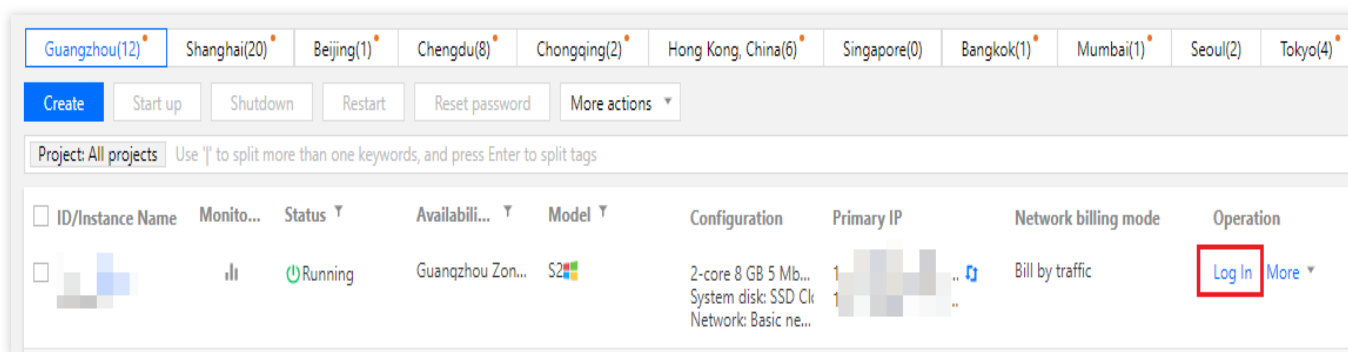 Guangzhou(12) Shanghai(20) Beijing(1) Chengdu(8) Chongqing(2) Hong Kong, China(6) Singapore(0) Bangkok(1) Mumbai(1) Seoul(2) Tokyo(4)
Create Start up Shutdown Restart Reset password More actions
Project: All projects Use '|' to split more than one keywords, and press Enter to split tags
ID/Instance Name Monito... Status Availabili... Model Configuration Primary IP Network billing mode Operation
Running Guangzhou Zon... S2 2-core 8 GB 5 Mb... 1 .. Bill by traffic Log In More
System disk: SSD Clo 1 ..
Network: Basic ne...